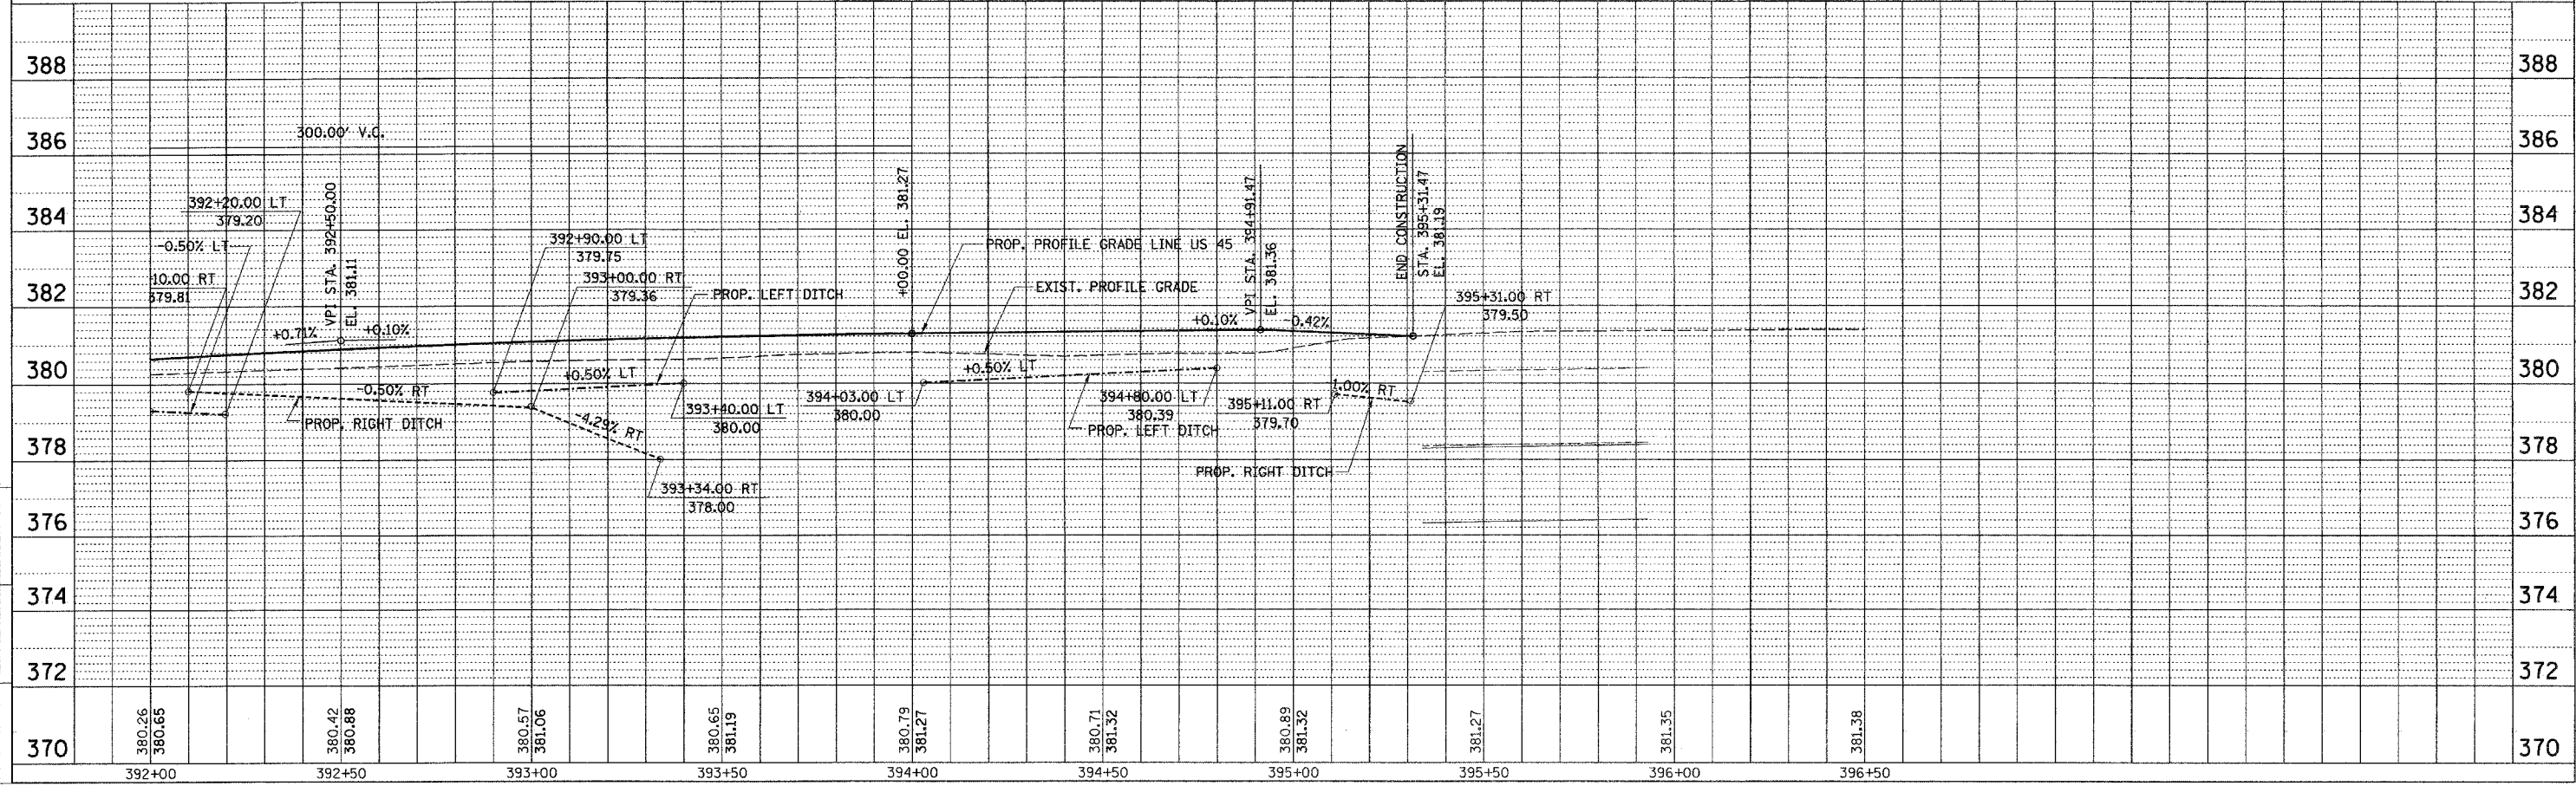 388 388
300.00' V.C.
386 386
392+20.00 LT
379.20
384 384
-0.50% LT
10.00 RT
379.81
VPI STA. 392+50.00
EL. 381.11
392+90.00 LT
379.75
393+00.00 RT
379.36
PROP. LEFT DITCH
+00.00 EL. 381.27
PROP. PROFILE GRADE LINE US 45
EXIST. PROFILE GRADE
VPI STA. 394+91.47
EL. 381.36
END CONSTRUCTION
STA. 395+31.47
EL. 381.19
395+31.00 RT
379.50
382 382
+0.71%
+0.10%
+0.10%
-0.42%
380 380
-0.50% RT
+0.50% LT
+0.50% LT
1.00% RT
PROP. RIGHT DITCH
-4.29% RT
393+40.00 LT
380.00
394+03.00 LT
380.00
394+80.00 LT
380.39
PROP. LEFT DITCH
395+11.00 RT
379.70
378 378
PROP. RIGHT DITCH
393+34.00 RT
378.00
376 376
374 374
372 372
380.26
380.65
380.42
380.88
380.57
381.06
380.65
381.19
380.79
381.27
380.71
381.32
380.89
381.32
381.27
381.35
381.38
370 370
392+00 392+50 393+00 393+50 394+00 394+50 395+00 395+50 396+00 396+50